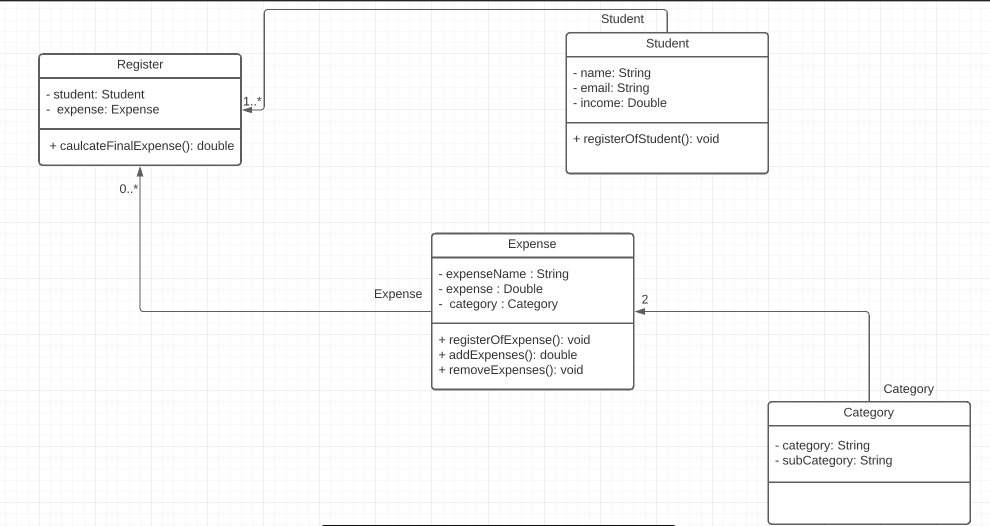 Student
Student
- name: String
- email: String
- income: Double
+ registerOfStudent(): void
Register
- student: Student
-  expense: Expense
+ caulcateFinalExpense(): double
1..*
0..*
Expense
Expense
- expenseName : String
- expense : Double
-  category : Category
+ registerOfExpense(): void
+ addExpenses(): double
+ removeExpenses(): void
2
Category
Category
- category: String
- subCategory: String